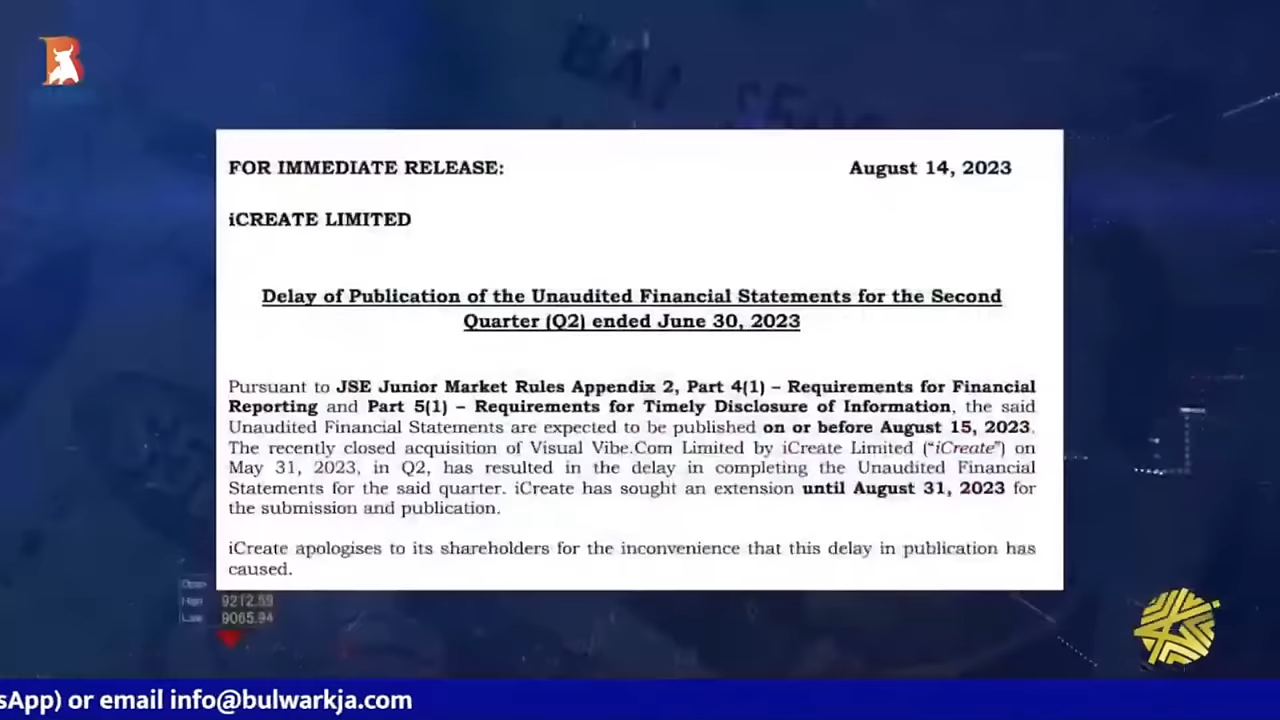 FOR IMMEDIATE RELEASE: August 14, 2023
iCREATE LIMITED
Delay of Publication of the Unaudited Financial Statements for the Second
Quarter (Q2) ended June 30, 2023
Pursuant to JSE Junior Market Rules Appendix 2, Part 4(1) – Requirements for Financial
Reporting and Part 5(1) – Requirements for Timely Disclosure of Information, the said
Unaudited Financial Statements are expected to be published on or before August 15, 2023.
The recently closed acquisition of Visual Vibe.Com Limited by iCreate Limited (“iCreate”) on
May 31, 2023, in Q2, has resulted in the delay in completing the Unaudited Financial
Statements for the said quarter. iCreate has sought an extension until August 31, 2023 for
the submission and publication.
iCreate apologises to its shareholders for the inconvenience that this delay in publication has
caused.
9212.59
9065.94
sApp) or email info@bulwarkja.com